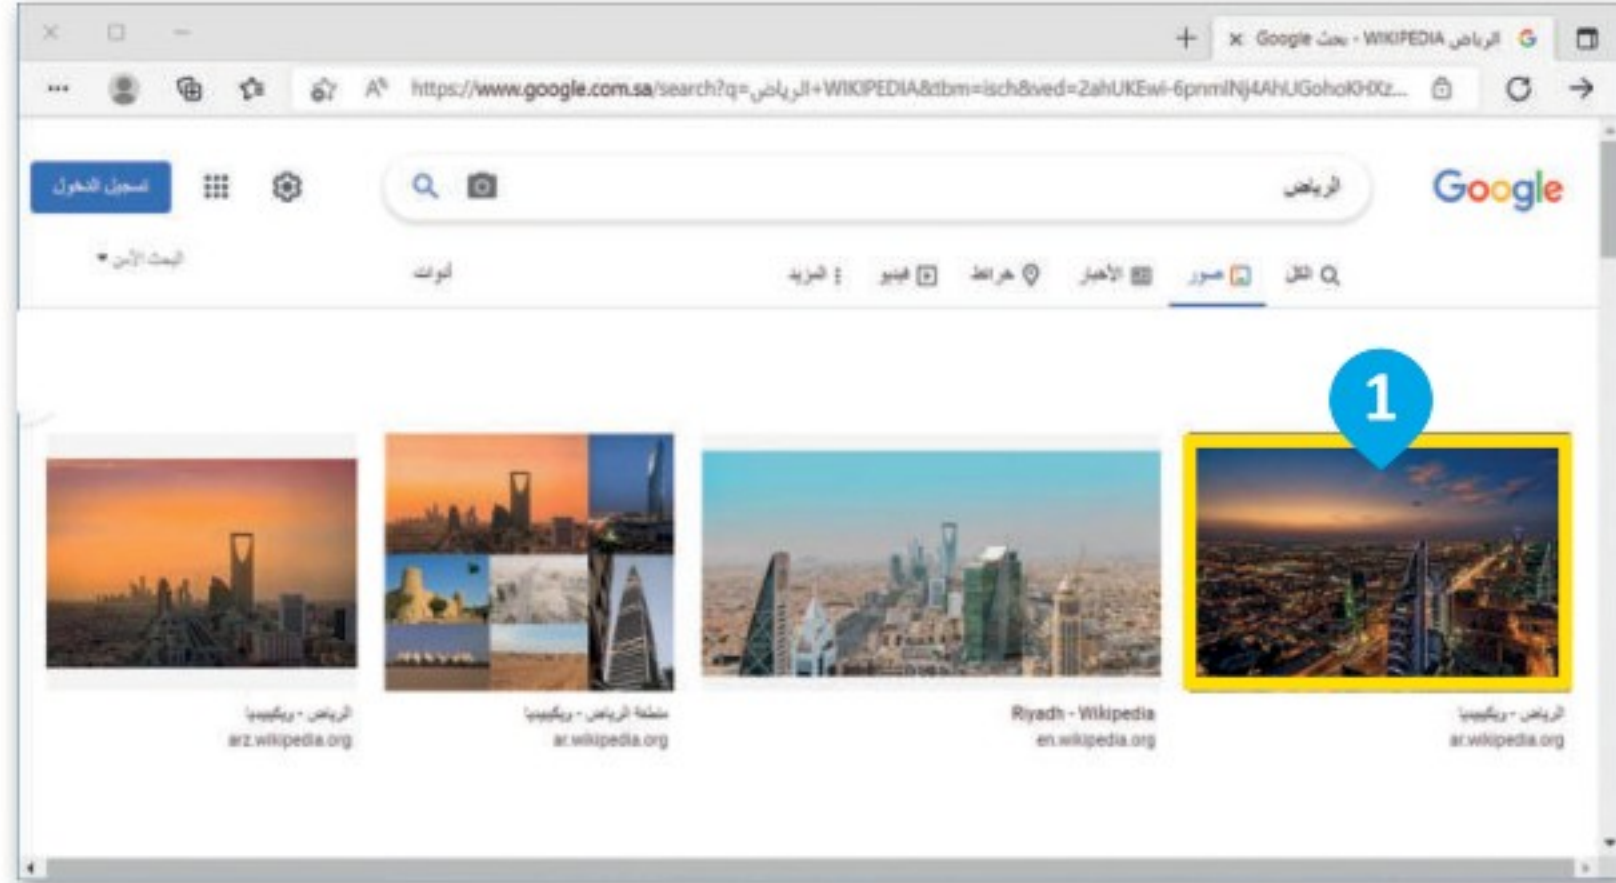 الرياض WIKIPEDIA - بحث Google
https://www.google.com.sa/search?q=الرياض+WIKIPEDIA&tbm=isch&ved=2ahUKEwi-6pnmlNj4AhUGohoKHXz...
Google
الرياض
تسجيل الدخول
الكل صور الأخبار خرائط فيديو المزيد أدوات
البحث الآمن
1
الرياض - ويكيبيديا
ar.wikipedia.org
Riyadh - Wikipedia
en.wikipedia.org
منطقة الرياض - ويكيبيديا
ar.wikipedia.org
الرياض - ويكيبيديا
arz.wikipedia.org